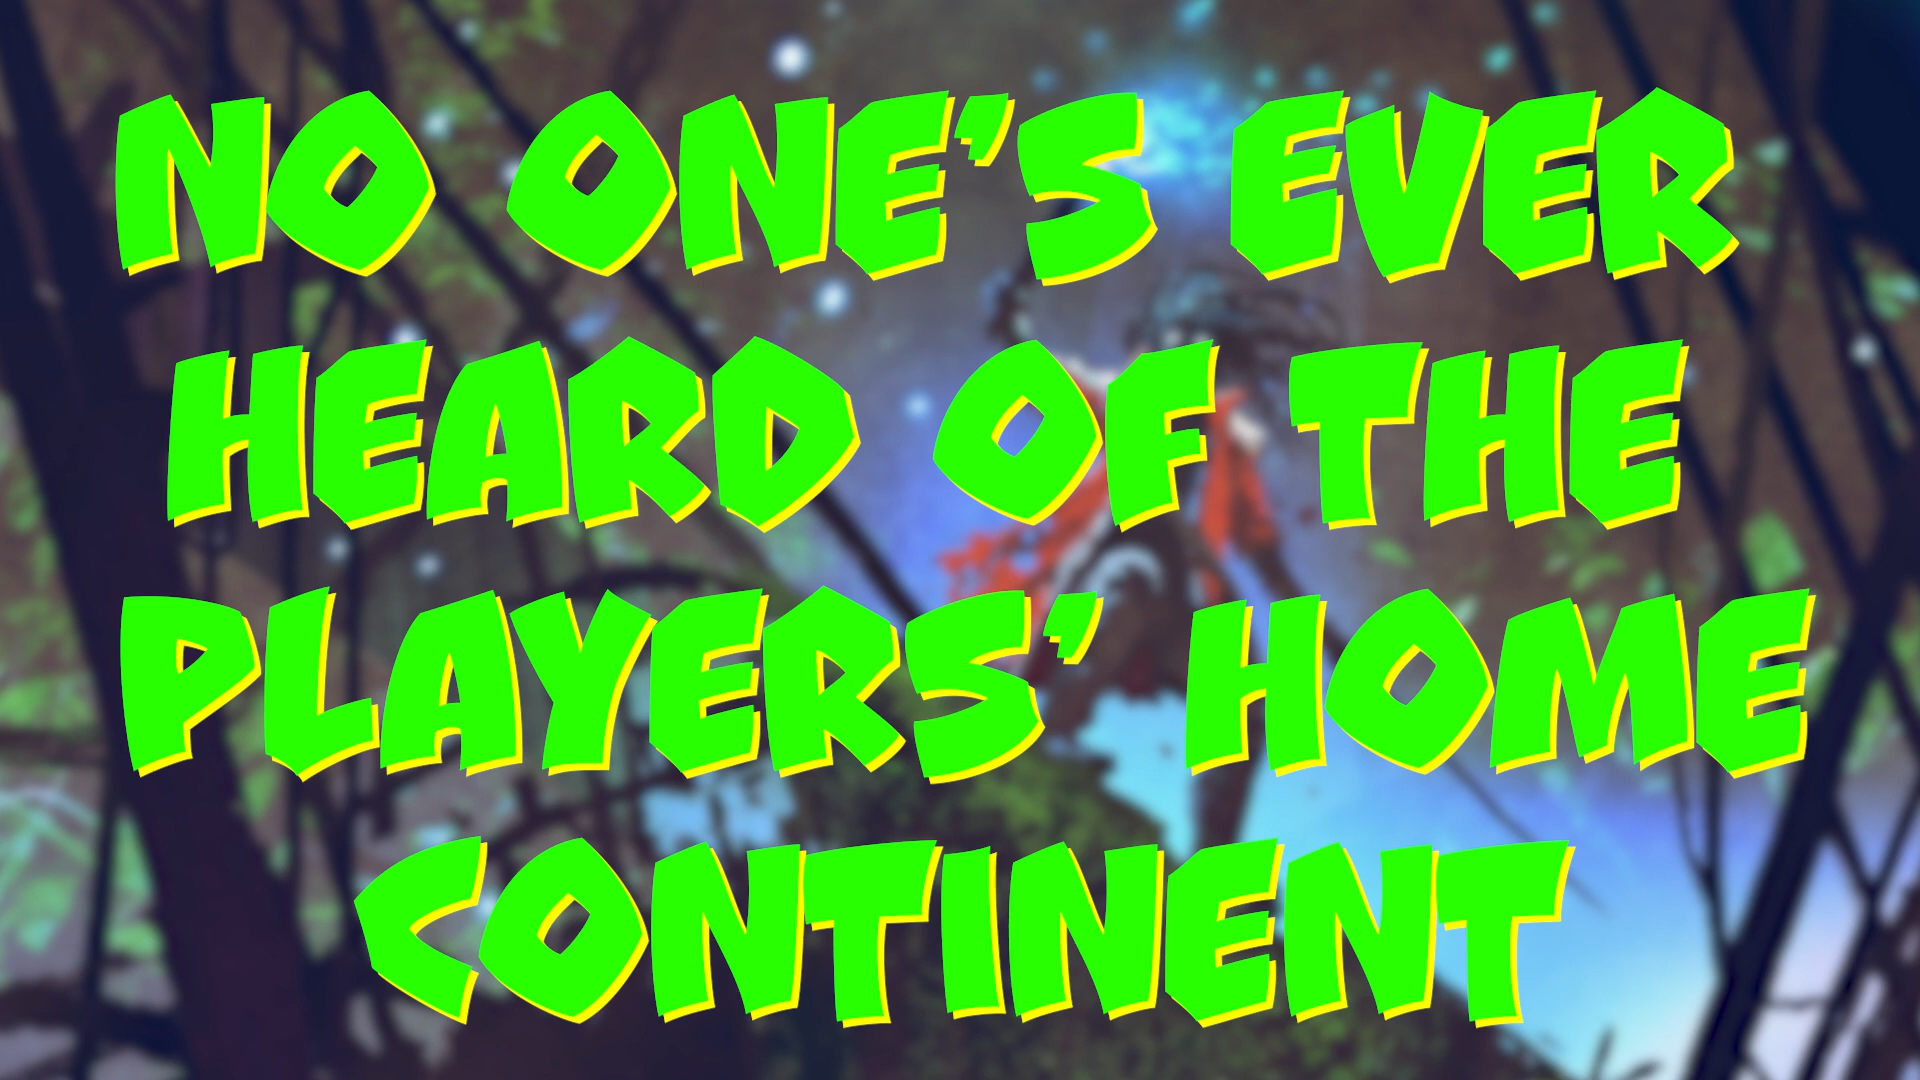 NO ONE'S EVER
HEARD OF THE
PLAYERS' HOME
CONTINENT